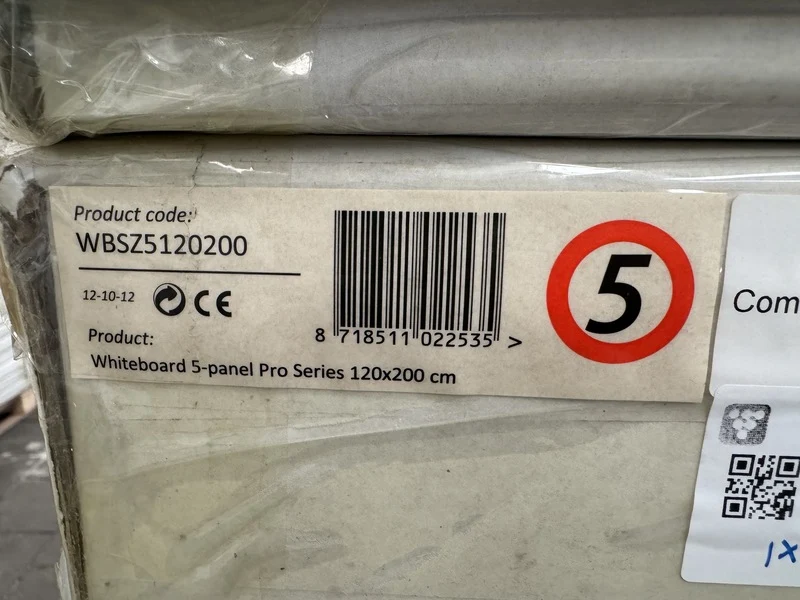 Product code:
WBSZ5120200
12-10-12 CE
Product:
Whiteboard 5-panel Pro Series 120x200 cm
8 718511 022535 >
5
Com
1x